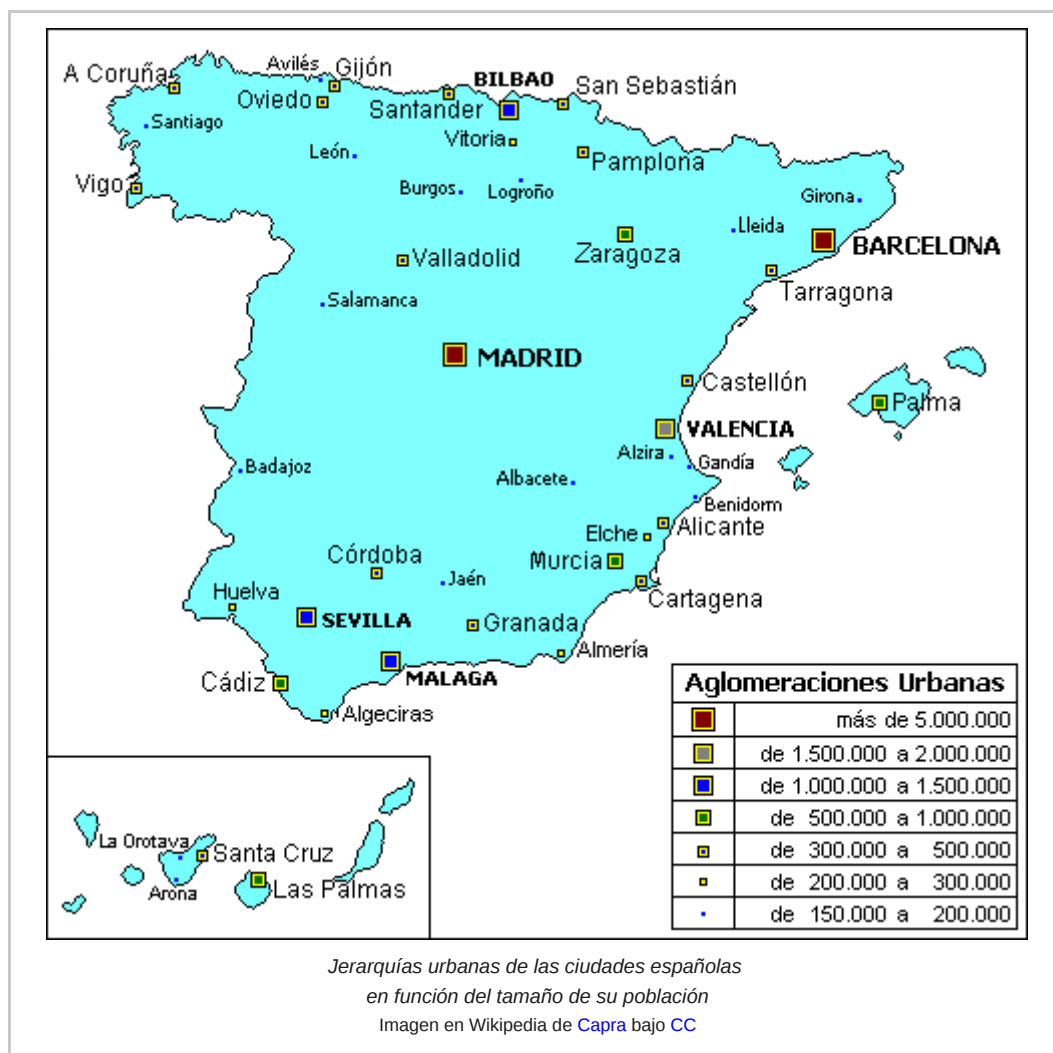 A Coruña
Avilés
Gijón
Oviedo
Santander
BILBAO
San Sebastián
Santiago
León
Vitoria
Pamplona
Vigo
Burgos
Logroño
Girona
Lleida
Valladolid
Zaragoza
BARCELONA
Salamanca
Tarragona
MADRID
Castellón
Palma
VALENCIA
Alzira
Gandía
Badajoz
Albacete
Benidorm
Elche
Alicante
Córdoba
Murcia
Jaén
Huelva
Cartagena
SEVILLA
Granada
Almería
Cádiz
MALAGA
Algeciras
La Orotava
Santa Cruz
Arona
Las Palmas
Aglomeraciones Urbanas
más de 5.000.000
de 1.500.000 a 2.000.000
de 1.000.000 a 1.500.000
de 500.000 a 1.000.000
de 300.000 a 500.000
de 200.000 a 300.000
de 150.000 a 200.000
Jerarquías urbanas de las ciudades españolas
en función del tamaño de su población
Imagen en Wikipedia de Capra bajo CC